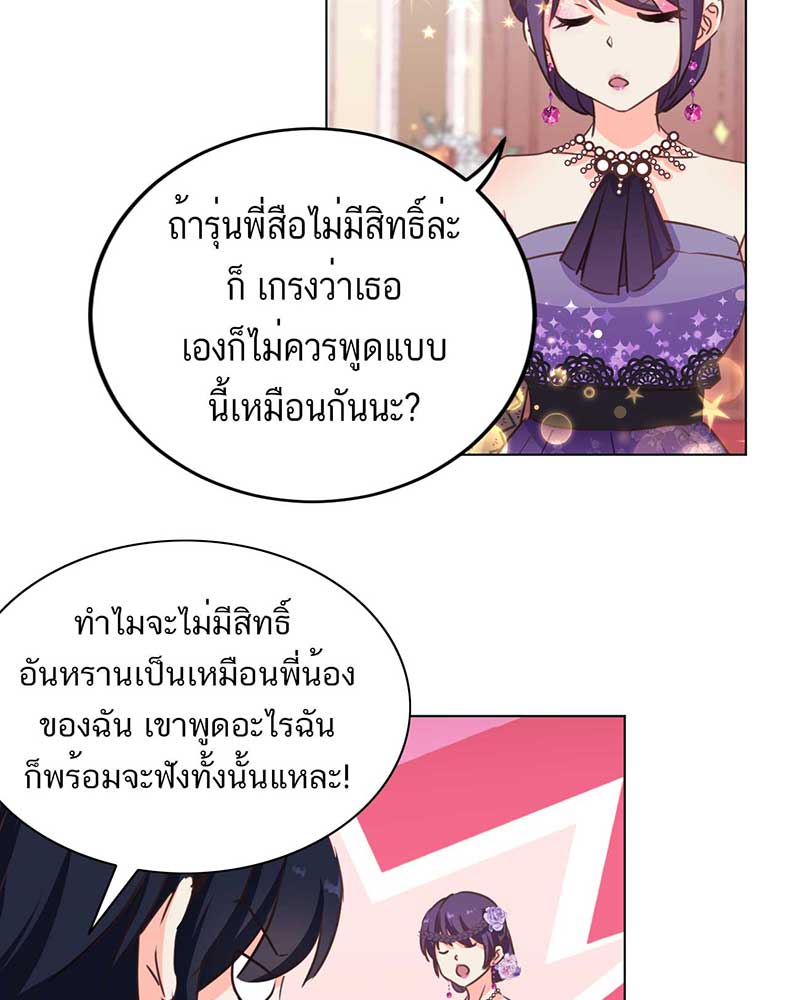 ถ้ารุ่นพี่สือไม่มีสิทธิ์ล่ะ
ก็ เกรงว่าเธอ
เองก็ไม่ควรพูดแบบ
นี้เหมือนกันนะ?
ทำไมจะไม่มีสิทธิ์
อันหรานเป็นเหมือนพี่น้อง
ของฉัน เขาพูดอะไรฉัน
ก็พร้อมจะฟังทั้งนั้นแหละ!